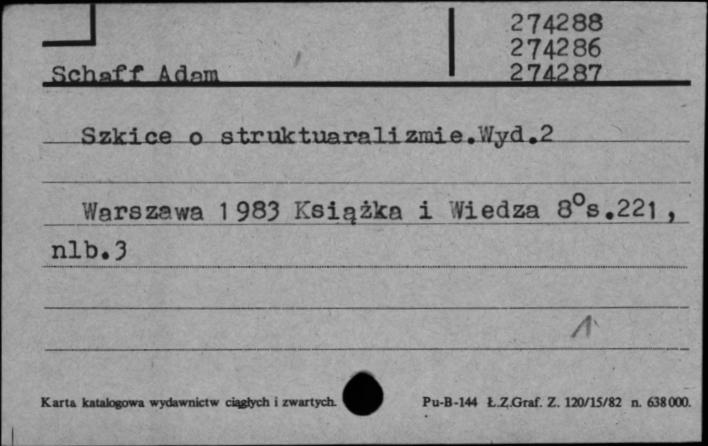 274288
274286
Schaff Adam 274287
Szkice o struktuaralizmie.Wyd.2
Warszawa 1983 Książka i Wiedza 8°s.221,
nlb.3
1
Karta katalogowa wydawnictw ciągłych i zwartych. Pu-B-144 Ł.Z.Graf. Z. 120/15/82 n. 638000.